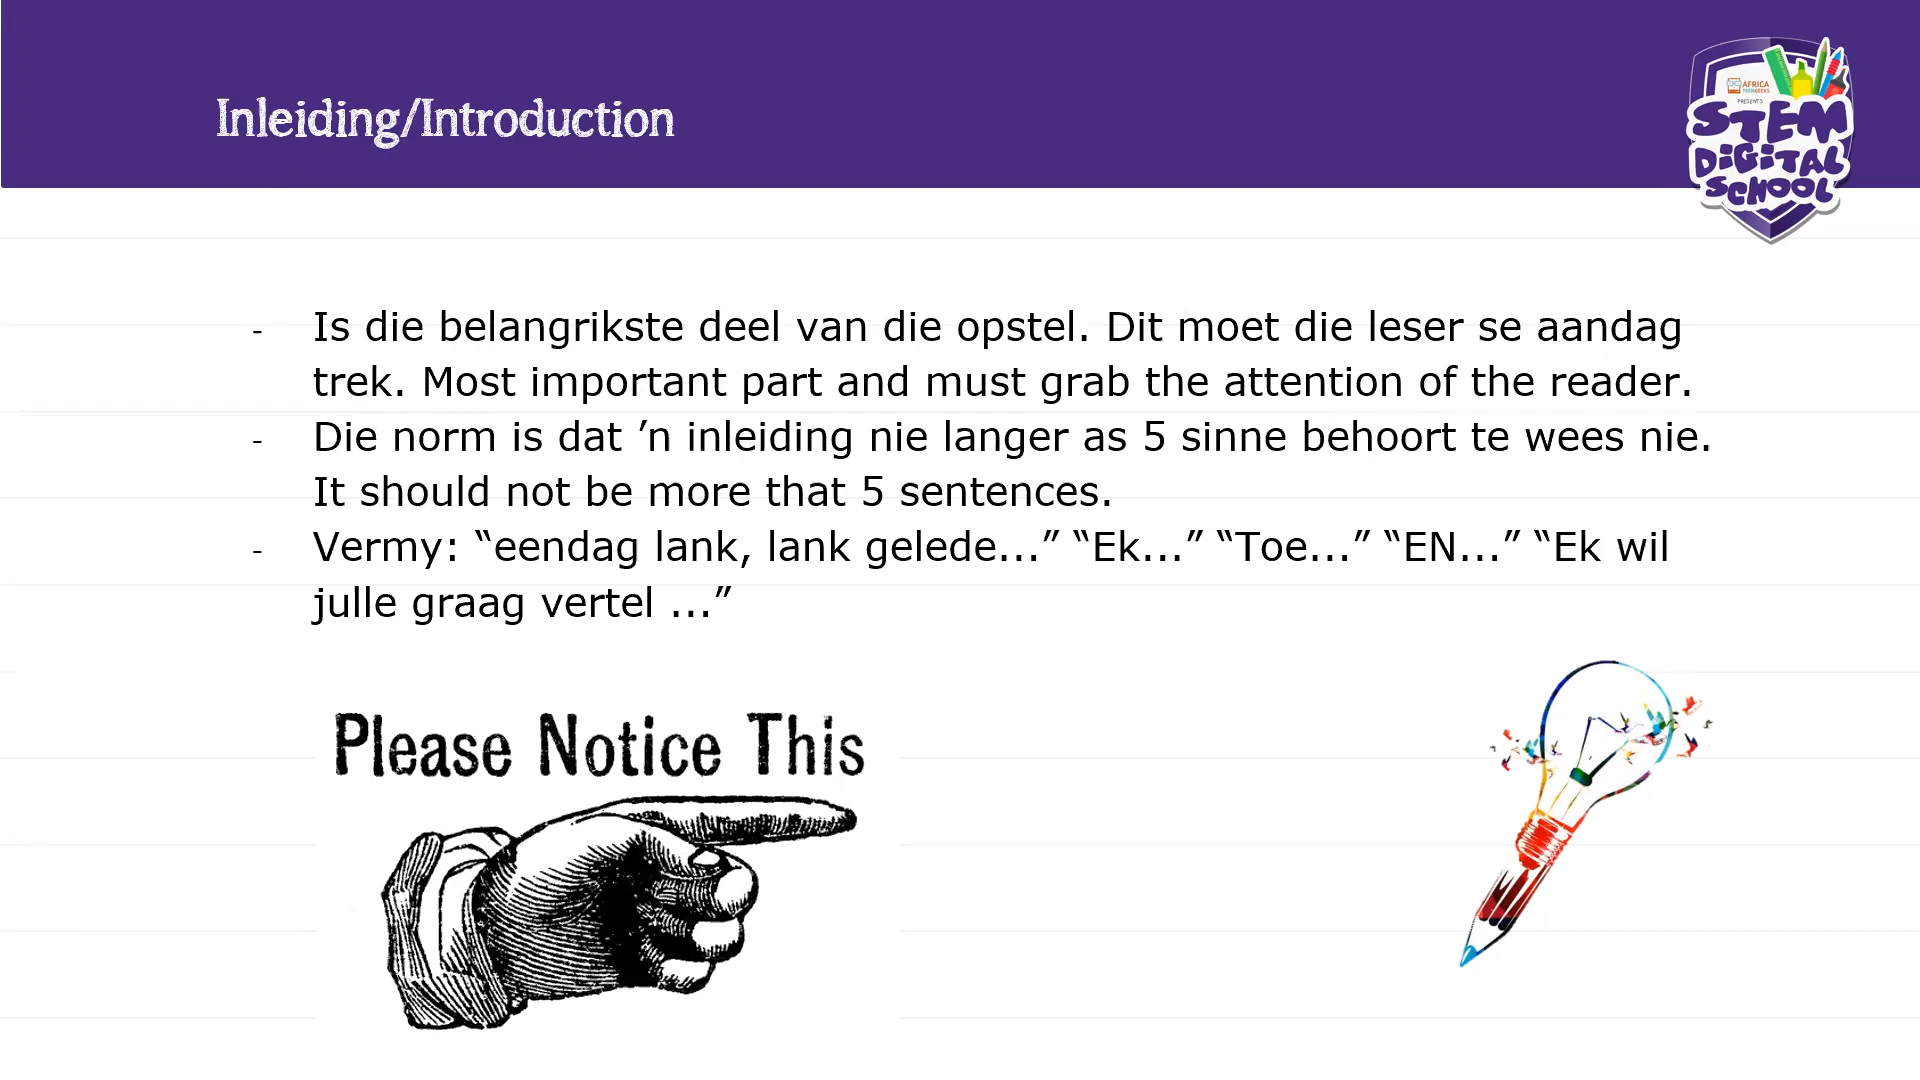 Inleiding/Introduction
AFRICA
TEENGEEKS
PRESENTS
STEM
DIGITAL
SCHOOL
- Is die belangrikste deel van die opstel. Dit moet die leser se aandag
trek. Most important part and must grab the attention of the reader.
- Die norm is dat ’n inleiding nie langer as 5 sinne behoort te wees nie.
It should not be more that 5 sentences.
- Vermy: “eendag lank, lank gelede...” “Ek...” “Toe...” “EN...” “Ek wil
julle graag vertel ...”
Please Notice This